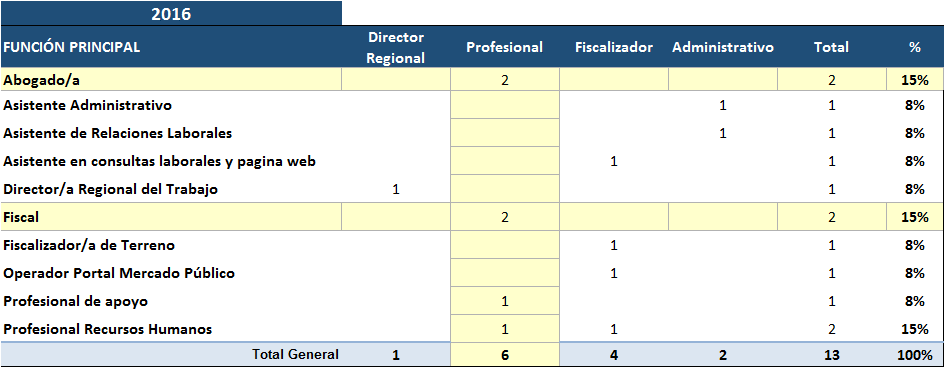 2016
FUNCIÓN PRINCIPAL Director Regional Profesional Fiscalizador Administrativo Total %
Abogado/a 2 2 15%
Asistente Administrativo 1 1 8%
Asistente de Relaciones Laborales 1 1 8%
Asistente en consultas laborales y pagina web 1 1 8%
Director/a Regional del Trabajo 1 1 8%
Fiscal 2 2 15%
Fiscalizador/a de Terreno 1 1 8%
Operador Portal Mercado Público 1 1 8%
Profesional de apoyo 1 1 8%
Profesional Recursos Humanos 1 1 2 15%
Total General 1 6 4 2 13 100%